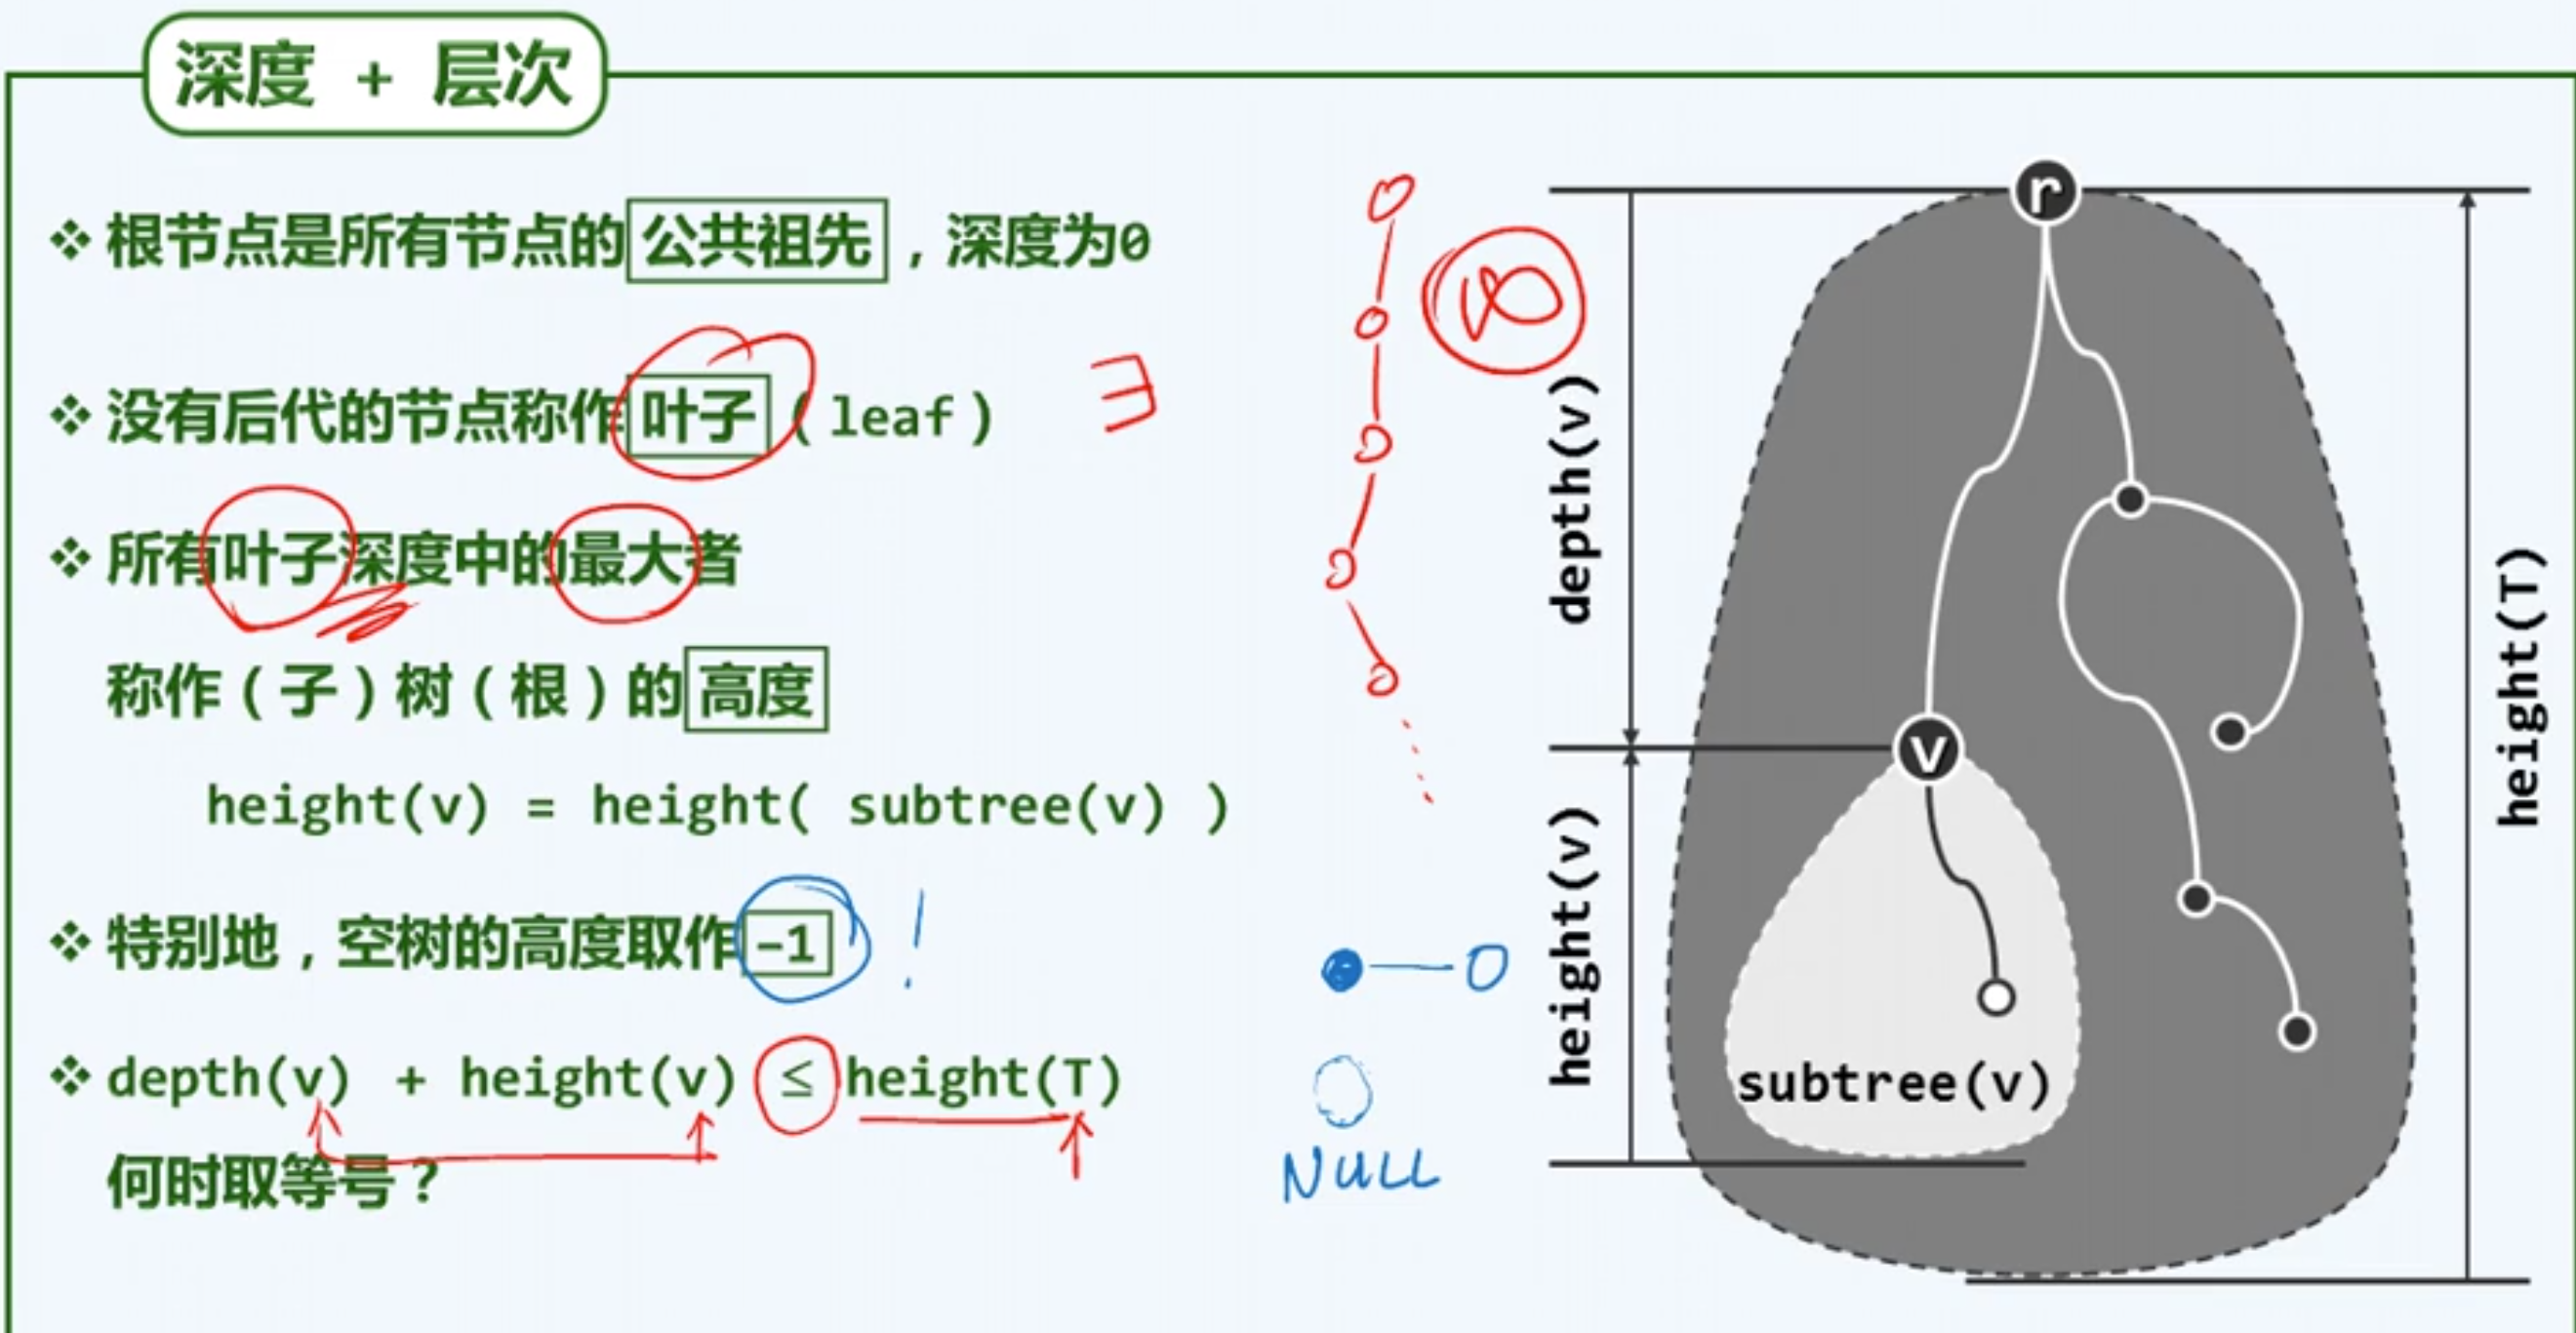 深度 + 层次
❖ 根节点是所有节点的公共祖先，深度为0
❖ 没有后代的节点称作叶子（leaf）
∃
∞
❖ 所有叶子深度中的最大者
称作（子）树（根）的高度
height(v) = height( subtree(v) )
❖ 特别地，空树的高度取作-1
!
0
❖ depth(v) + height(v) ≤ height(T)
NULL
何时取等号？
r
depth(v)
v
height(v)
subtree(v)
height(T)